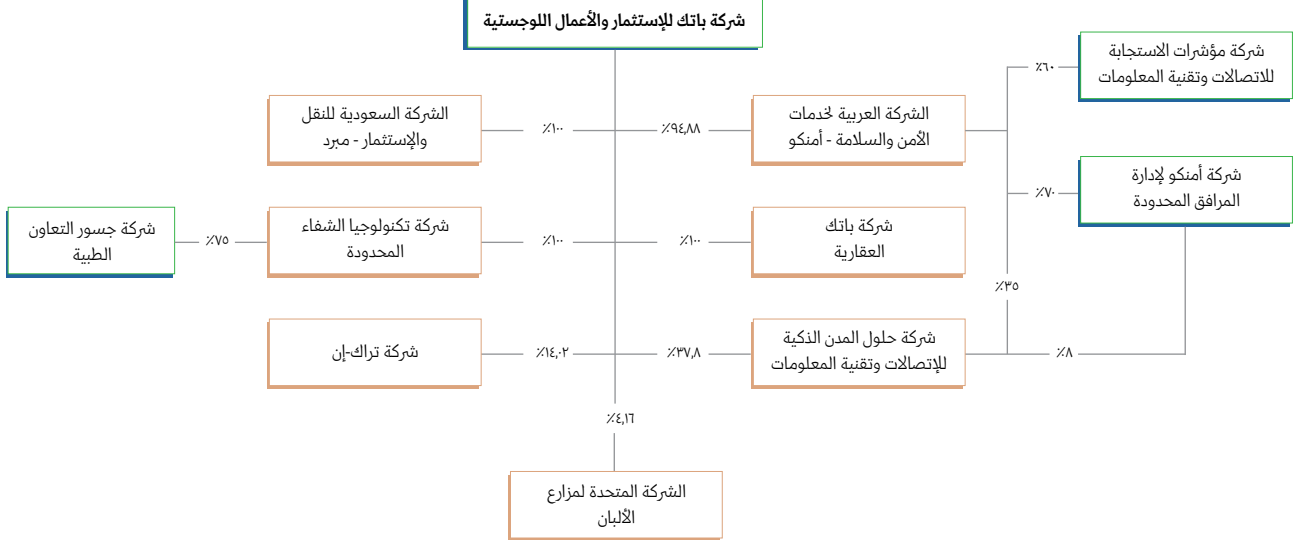 شركة باتك للإستثمار والأعمال اللوجستية
شركة مؤشرات الاستجابة
للاتصالات وتقنية المعلومات
٪٦٠
الشركة العربية لخدمات
الأمن والسلامة - أمنكو
٪٩٤,٨٨
٪١٠٠
الشركة السعودية للنقل
والإستثمار - مبرد
شركة أمنكو لإدارة
المرافق المحدودة
٪٧٠
شركة باتك
العقارية
٪١٠٠
٪١٠٠
شركة تكنولوجيا الشفاء
المحدودة
٪٧٥
شركة جسور التعاون
الطبية
٪٣٥
٪٨
شركة حلول المدن الذكية
للإتصالات وتقنية المعلومات
٪٣٧,٨
٪١٤,٠٢
شركة تراك-إن
٪٤,١٦
الشركة المتحدة لمزارع
الألبان